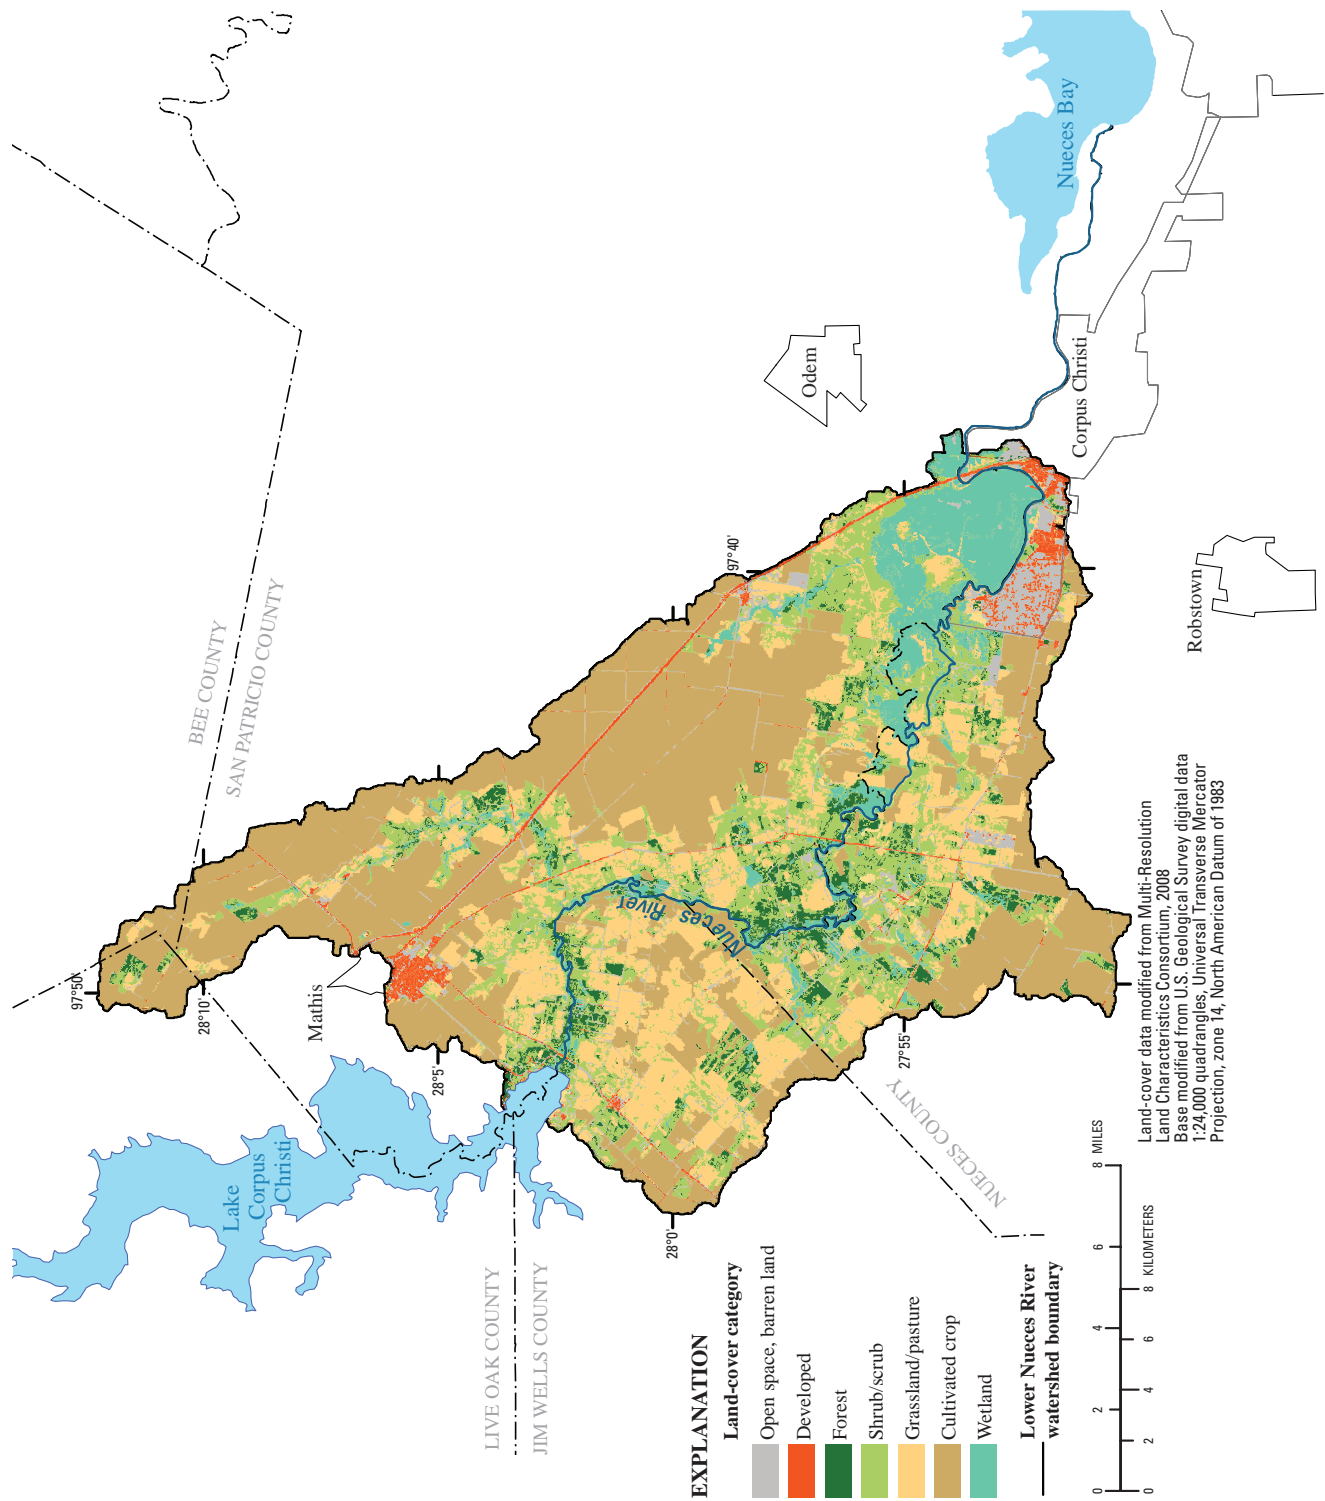 97°50'
28°10'
BEE COUNTY
SAN PATRICIO COUNTY
Mathis
28°5'
Lake
Corpus
Christi
LIVE OAK COUNTY
JIM WELLS COUNTY
28°0'
97°40'
Odem
Nueces Bay
Corpus Christi
Robstown
Nueces
River
27°55'
NUECES COUNTY
EXPLANATION
Land-cover category
Open space, barren land
Developed
Forest
Shrub/scrub
Grassland/pasture
Cultivated crop
Wetland
Lower Nueces River
watershed boundary
0 2 4 6 8 MILES
0 2 4 6 8 KILOMETERS
Land-cover data modified from Multi-Resolution
Land Characteristics Consortium, 2008
Base modified from U.S. Geological Survey digital data
1:24,000 quadrangles, Universal Transverse Mercator
Projection, zone 14, North American Datum of 1983